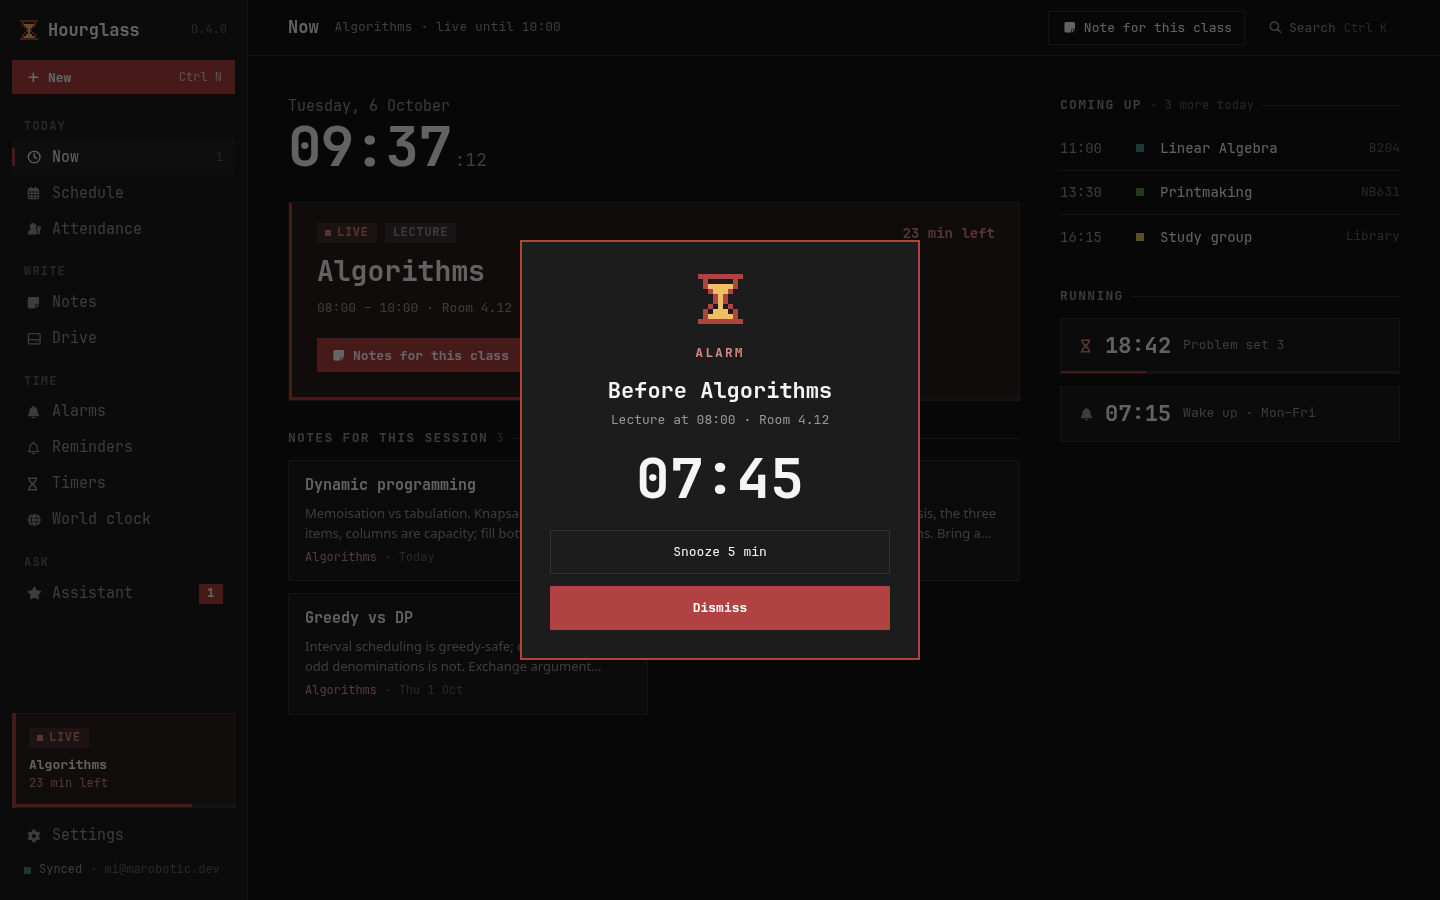 Hourglass 0.4.0
+ New Ctrl N
TODAY
Now 1
Schedule
Attendance
WRITE
Notes
Drive
TIME
Alarms
Reminders
Timers
World clock
ASK
Assistant 1
LIVE
Algorithms
23 min left
Settings
Synced · mi@marobotic.dev
Now Algorithms · live until 10:00
Note for this class
Search Ctrl K
Tuesday, 6 October
09:37 :12
LIVE LECTURE
23 min left
Algorithms
08:00 – 10:00 · Room 4.12
Notes for this class
NOTES FOR THIS SESSION 3
Dynamic programming
Memoisation vs tabulation. Knapsa
items, columns are capacity; fill bot
Algorithms · Today
sis, the three
ns. Bring a…
Greedy vs DP
Interval scheduling is greedy-safe;
odd denominations is not. Exchange argument…
Algorithms · Thu 1 Oct
COMING UP · 3 more today
11:00 Linear Algebra B204
13:30 Printmaking NB631
16:15 Study group Library
RUNNING
18:42 Problem set 3
07:15 Wake up · Mon–Fri
ALARM
Before Algorithms
Lecture at 08:00 · Room 4.12
07:45
Snooze 5 min
Dismiss